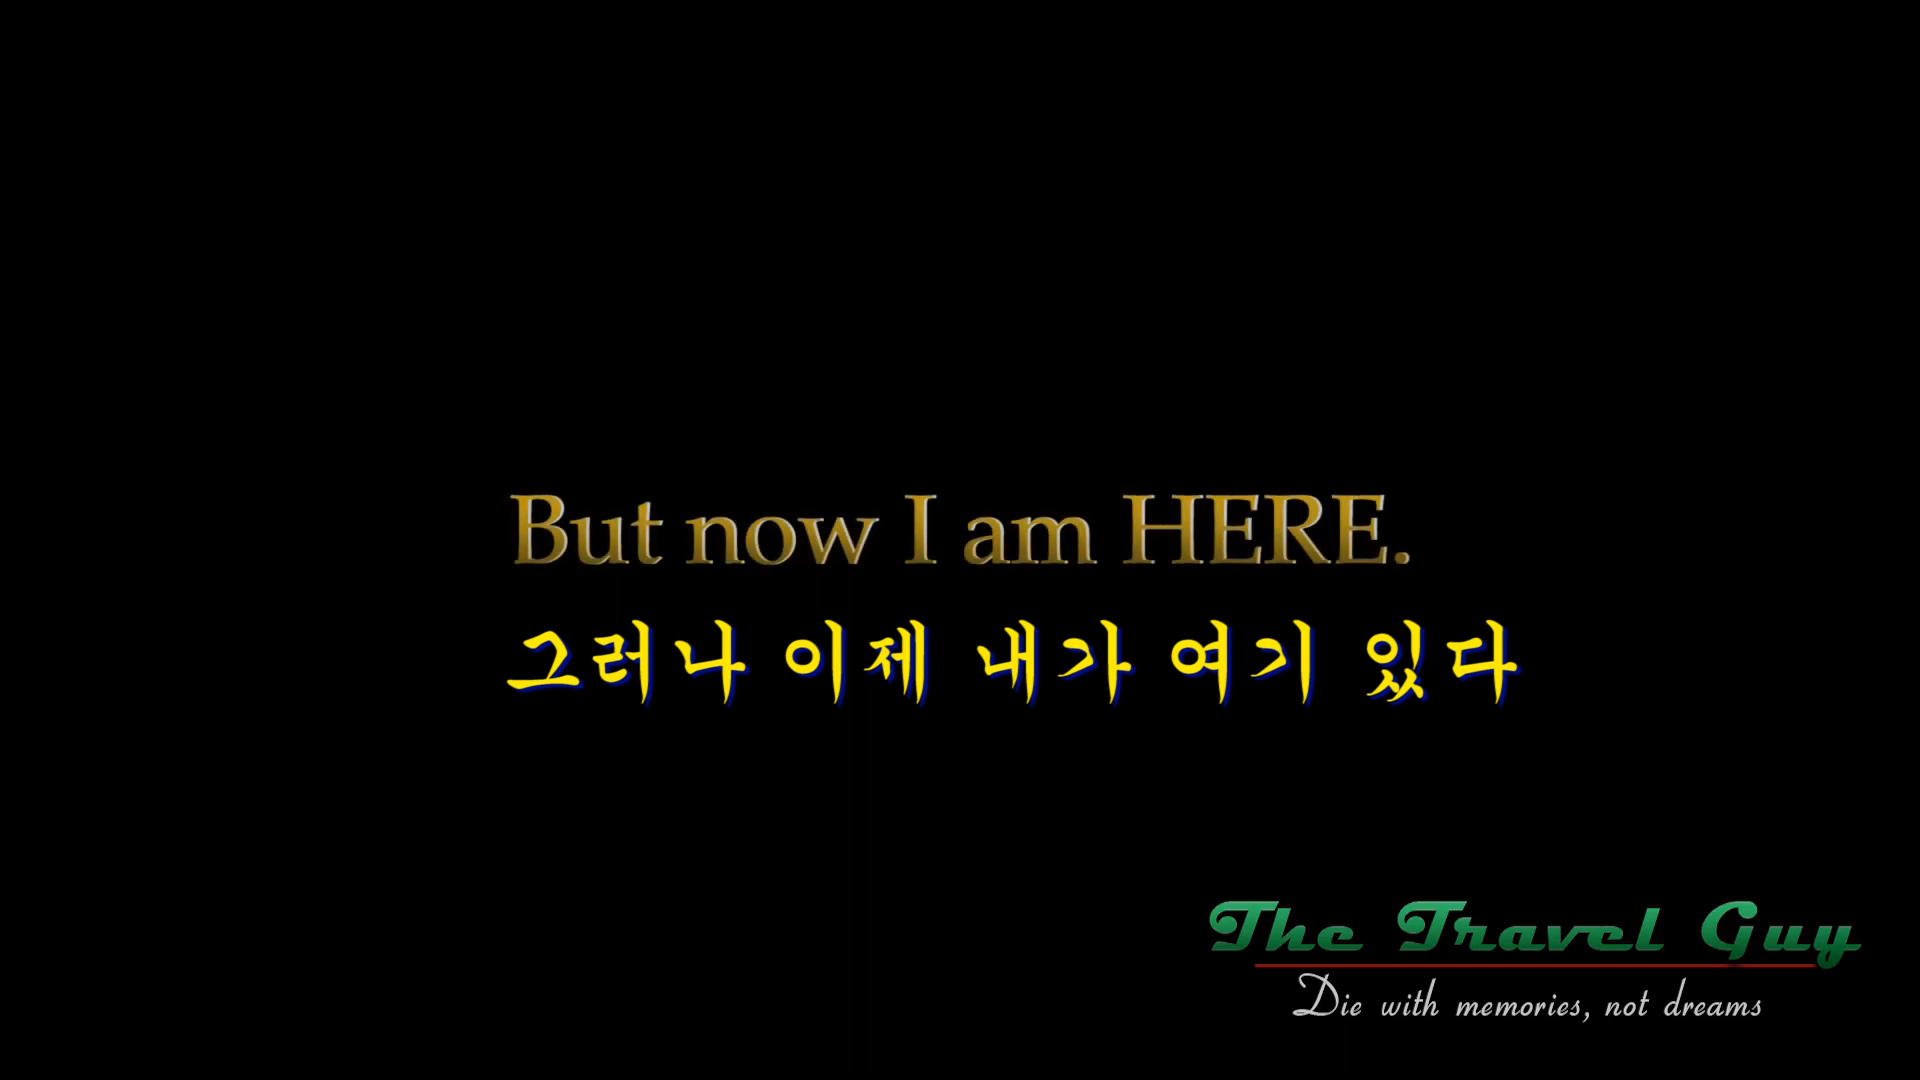 But now I am HERE.
그러나 이제 내가 여기 있다
The Travel Guy
Die with memories, not dreams